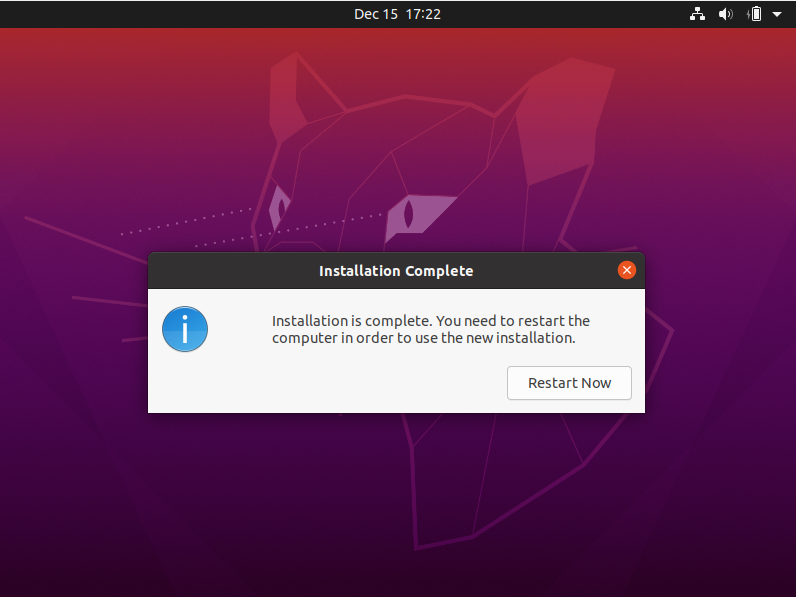 Dec 15 17:22
Installation Complete
Installation is complete. You need to restart the
computer in order to use the new installation.
Restart Now